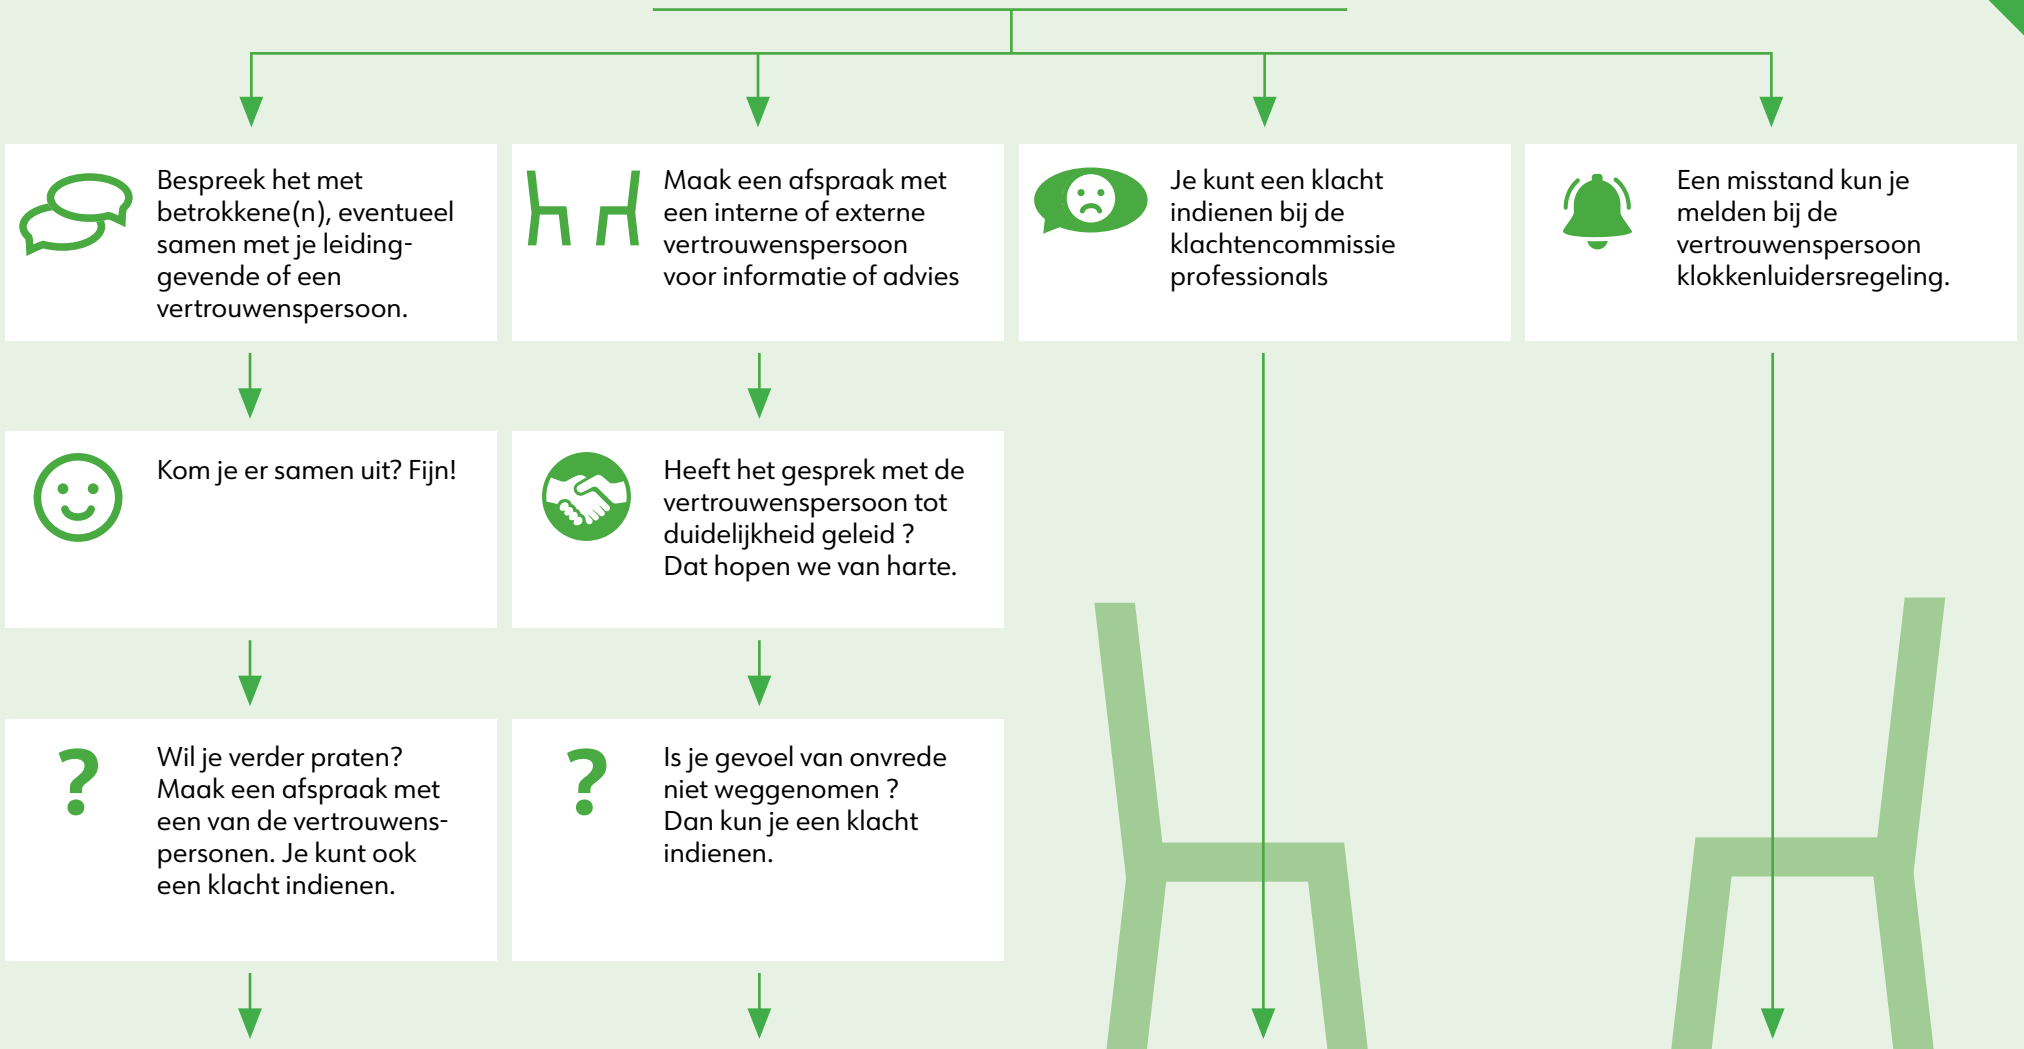 Bespreek het met
betrokkene(n), eventueel
samen met je leiding-
gevende of een
vertrouwenspersoon.
Maak een afspraak met
een interne of externe
vertrouwenspersoon
voor informatie of advies
Je kunt een klacht
indienen bij de
klachtencommissie
professionals
Een misstand kun je
melden bij de
vertrouwenspersoon
klokkenluidersregeling.
Kom je er samen uit? Fijn!
Heeft het gesprek met de
vertrouwenspersoon tot
duidelijkheid geleid ?
Dat hopen we van harte.
?
Wil je verder praten?
Maak een afspraak met
een van de vertrouwens-
personen. Je kunt ook
een klacht indienen.
?
Is je gevoel van onvrede
niet weggenomen ?
Dan kun je een klacht
indienen.